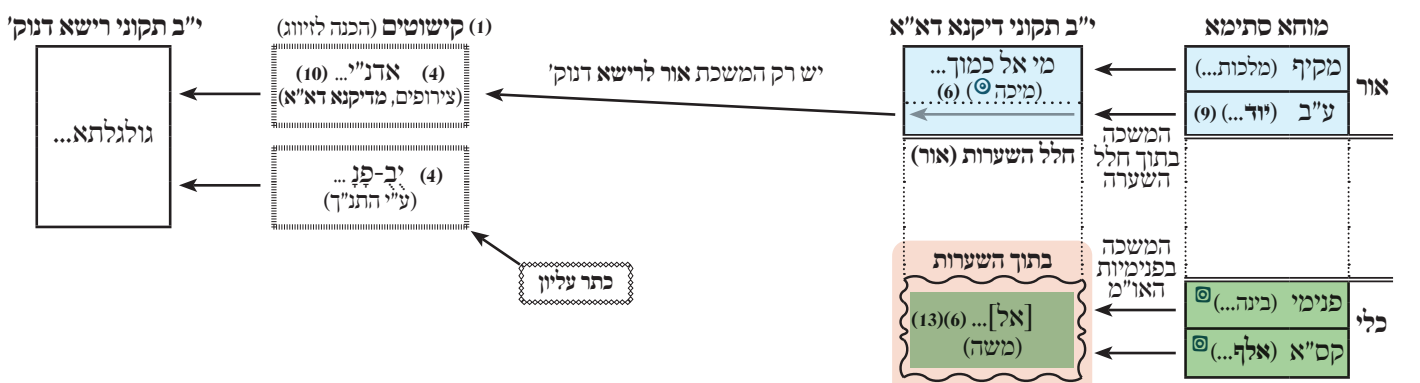 מוחא סתימא
אור
מקיף (מלכות...)
ע"ב (יוד...) (9)
כלי
פנימי (בינה...)
קס"א (אלף...)
המשכה
בתוך חלל
השערה
המשכה
בפנימיות
האו"מ
י"ב תקוני דיקנא דא"א
מי אל כמוך...
(מיכה) (6)
חלל השערות (אור)
בתוך השערות
[אל]... (6)(13)
(משה)
יש רק המשכת אור לרישא דנוק'
(1) קישוטים (הכנה לזיווג)
(4) אדנ"י... (10)
(צירופים, מדיקנא דא"א)
(4) יֻבֻ-פָנָ ...
(ע"י התנ"ך)
כתר עליון
י"ב תקוני רישא דנוק'
גולגלתא...